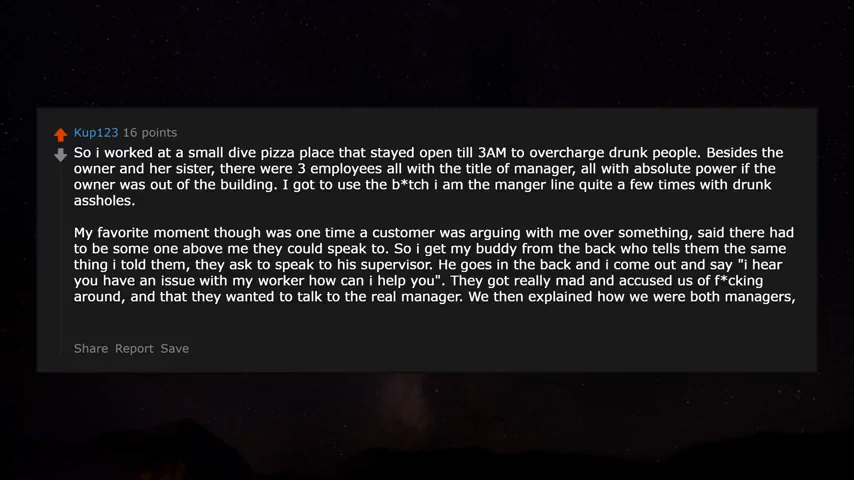 Kup123 16 points
So i worked at a small dive pizza place that stayed open till 3AM to overcharge drunk people. Besides the
owner and her sister, there were 3 employees all with the title of manager, all with absolute power if the
owner was out of the building. I got to use the b*tch i am the manger line quite a few times with drunk
assholes.
My favorite moment though was one time a customer was arguing with me over something, said there had
to be some one above me they could speak to. So i get my buddy from the back who tells them the same
thing i told them, they ask to speak to his supervisor. He goes in the back and i come out and say "i hear
you have an issue with my worker how can i help you". They got really mad and accused us of f*cking
around, and that they wanted to talk to the real manager. We then explained how we were both managers,
Share Report Save